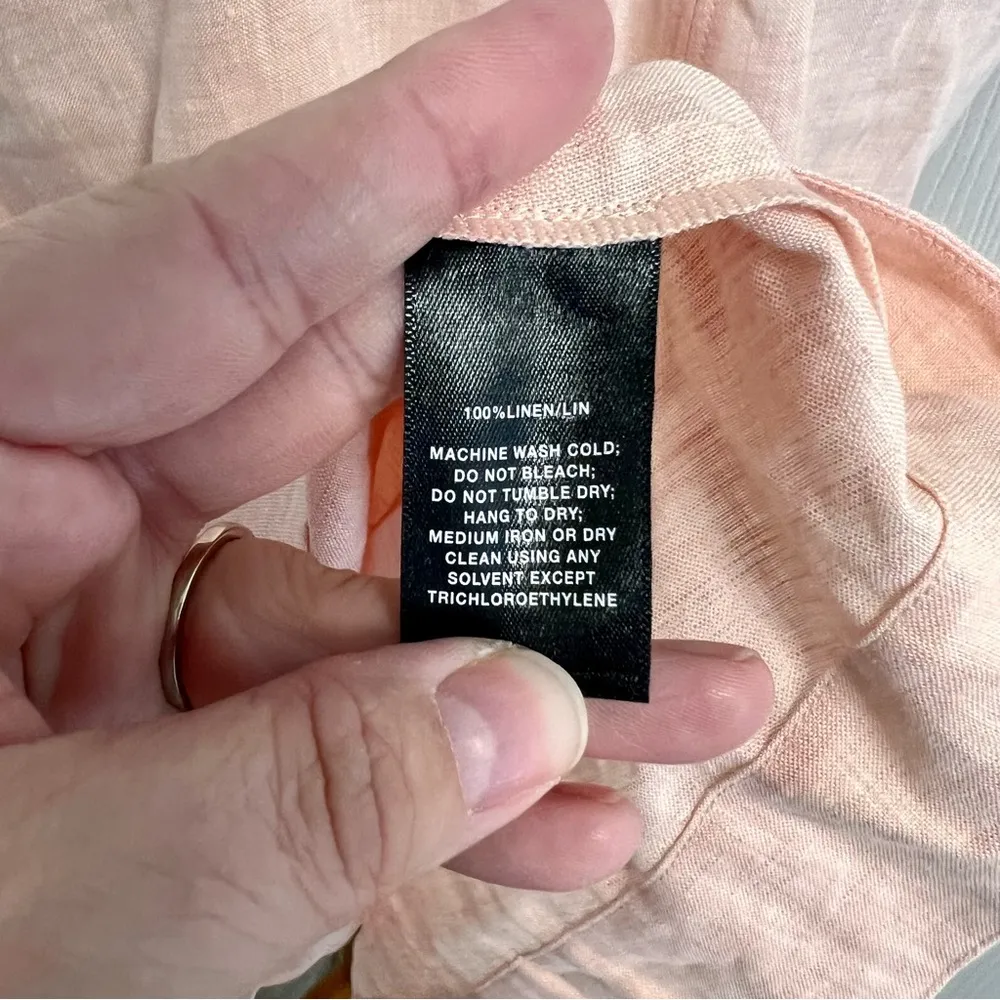 100%LINEN/LIN
MACHINE WASH COLD;
DO NOT BLEACH;
DO NOT TUMBLE DRY;
HANG TO DRY;
MEDIUM IRON OR DRY
CLEAN USING ANY
SOLVENT EXCEPT
TRICHLOROETHYLENE